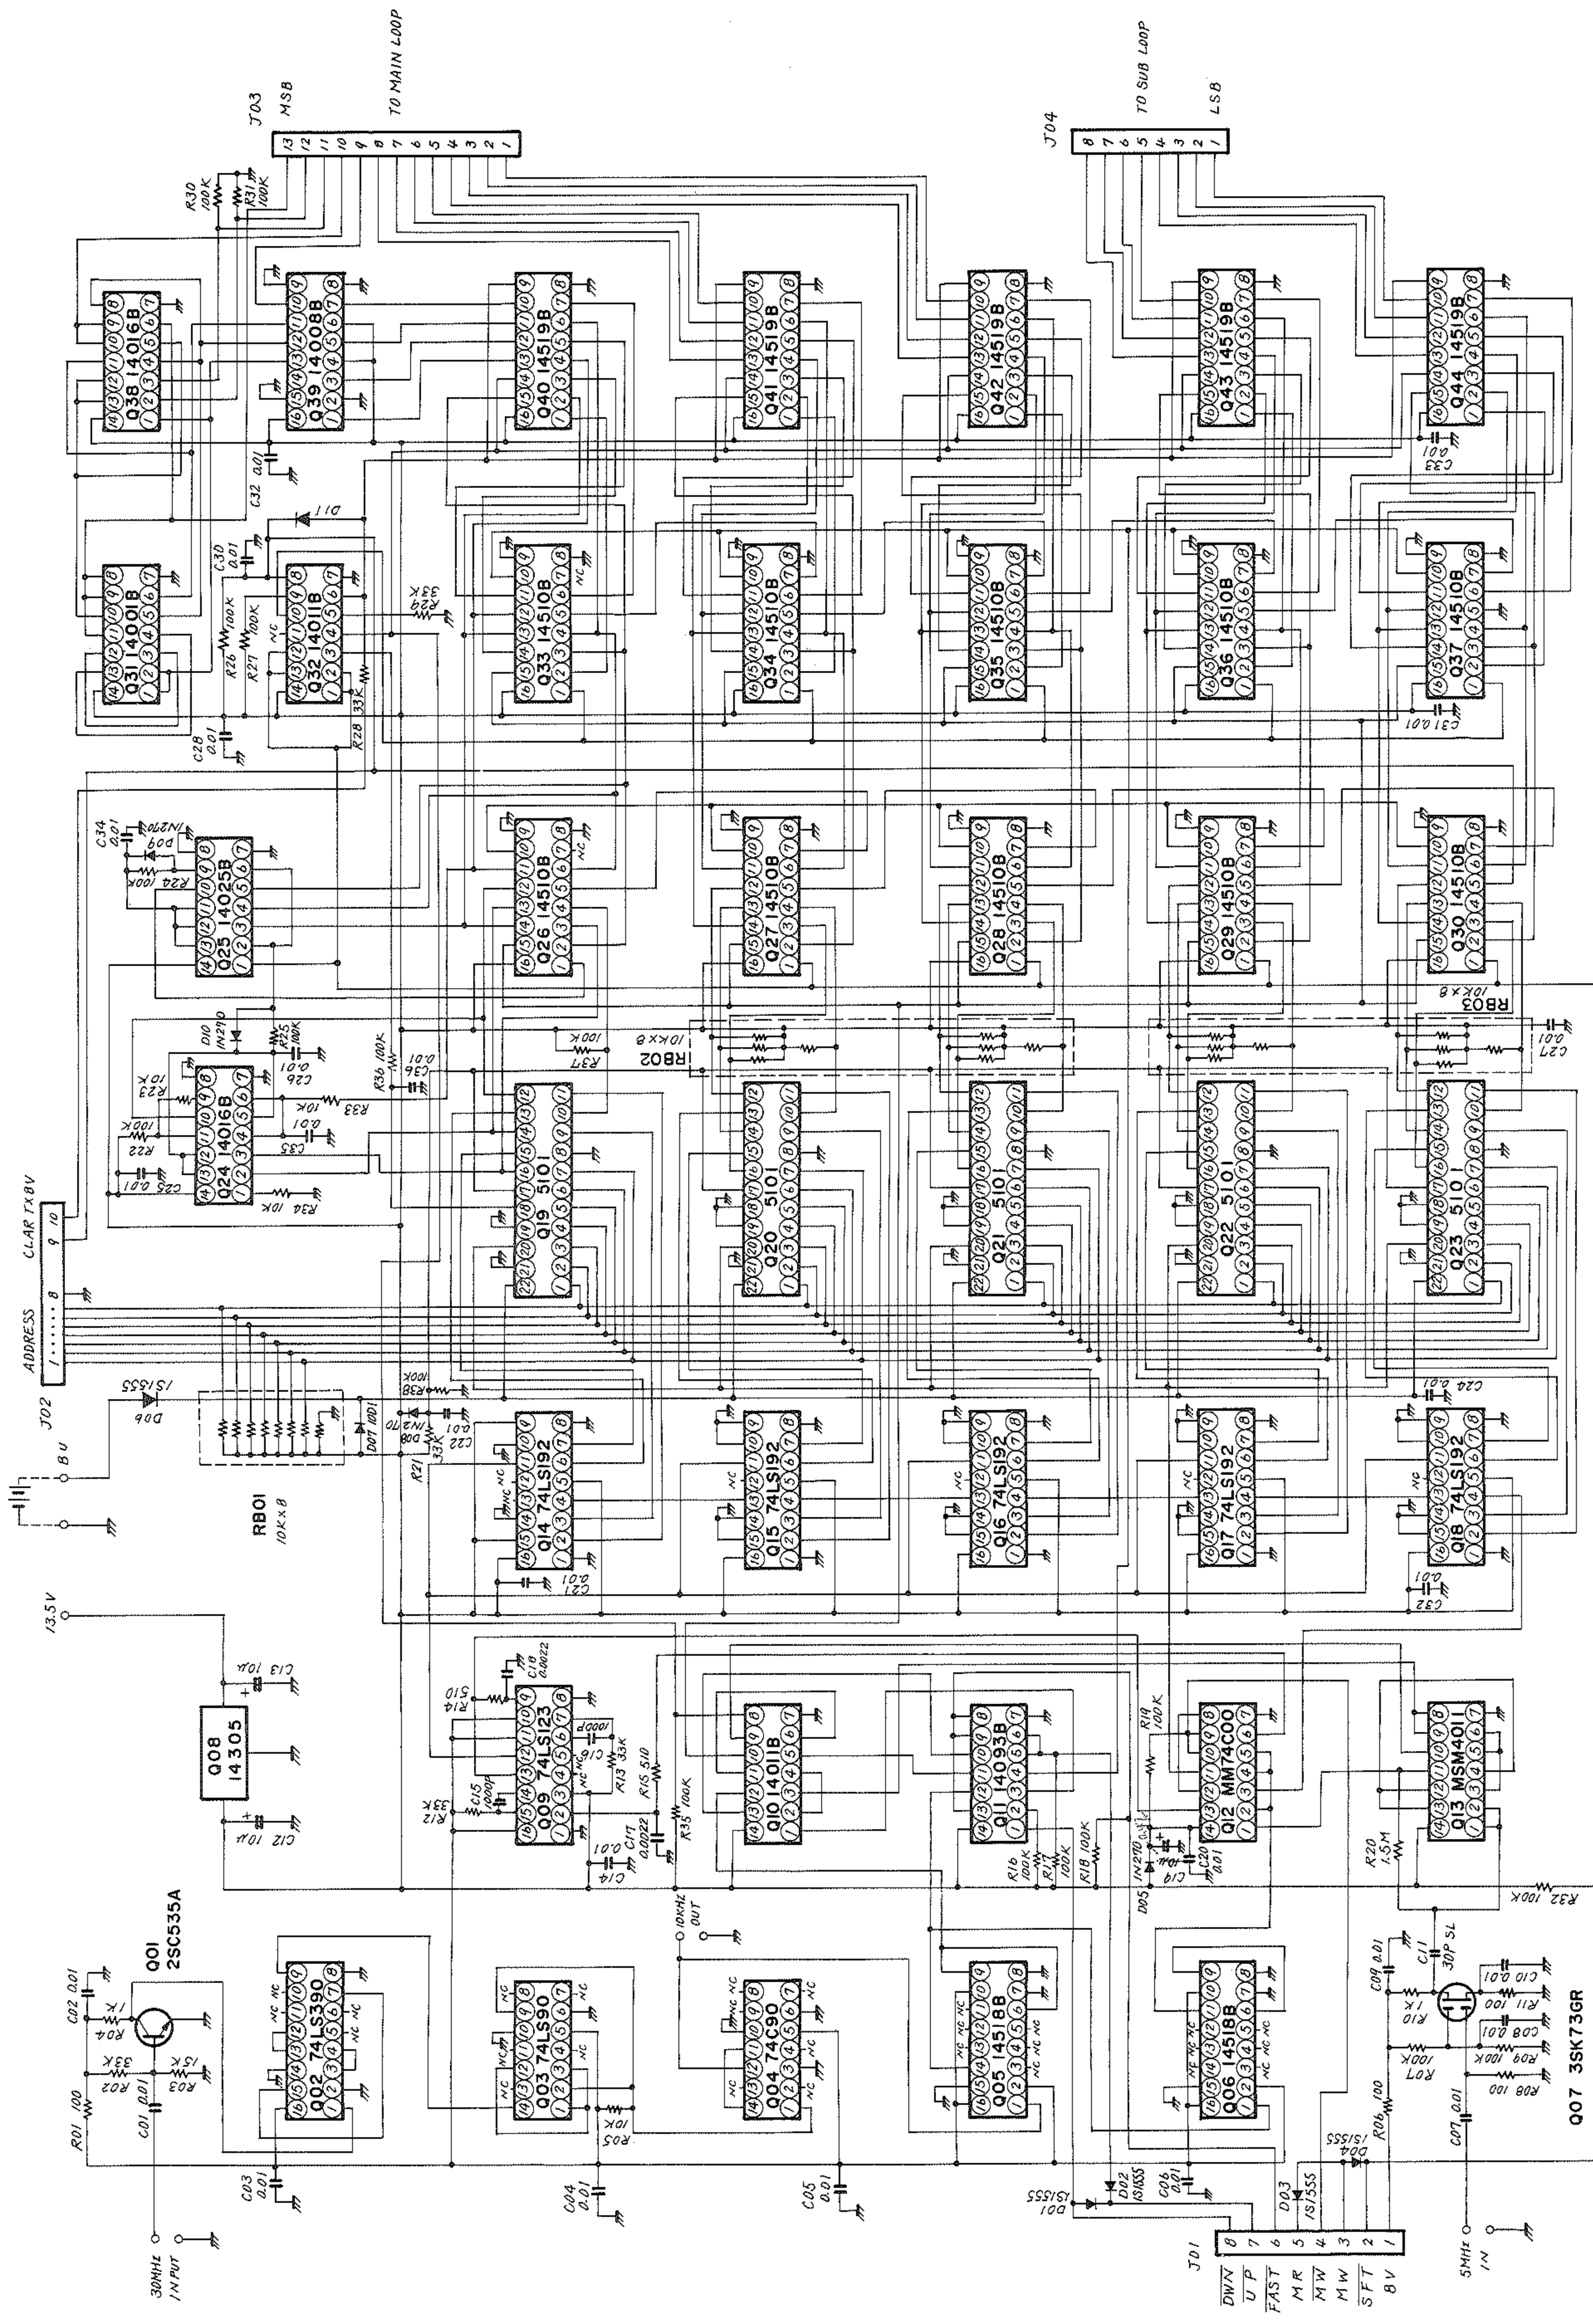 J02
ADDRESS
CLAR TX8V
1 ...... 8 9 10
8V
13.5V
RB01
10K×8
D06
1S1555
D07 10D1
Q08
14305
C12 10μ
C13 10μ
30MHz
INPUT
C01 0.01
R01 100
R02 33K
R03 15K
R04 1K
C02 0.01
Q01
2SC535A
C03
0.01
Q02 74LS390
C04
0.01
Q03 74LS90
R05
10K
C05
0.01
Q04 74C90
10KHz
OUT
Q05 14518B
Q06 14518B
C06
0.01
D01
1S1555
D02
1S1555
D03
1S1555
D04
1S1555
J01
DWN 8
UP 7
FAST 6
MR 5
MW 4
MW 3
SFT 2
8V 1
5MHz
IN
C07 0.01
R06 100
R07
100K
R08 100
R09
100K
C08 0.01
R10
1K
R11 100
C10 0.01
C09 0.01
C11
30P SL
Q07 3SK73GR
R32 100K
Q09 74LS123
R12
33K
C15
1000P
R14
510
C18
0.0022
C16
1000P
R13 33K
R15 510
C14
0.01
C17
0.0022
R35 100K
Q10 14011B
Q11 14093B
R16
100K
R17
100K
R18 100K
D05
1N270
C19
10μ
C20
0.01
R19
100K
Q12 MM74C00
R20
1.5M
Q13 MSM4011
Q14 74LS192
Q15 74LS192
Q16 74LS192
Q17 74LS192
Q18 74LS192
C21
0.01
C32
0.01
C24
0.01
R21
33K
D08
1N270
C22
0.01
R38
100K
Q19 5101
Q20 5101
Q21 5101
Q22 5101
Q23 5101
Q24 14016B
C25
0.01
R22
100K
R23
10K
R34
10K
C35
0.01
R33
10K
D10
1N270
R25
100K
C26
0.01
R36 100K
C36
0.01
R37
100K
RB02
10K×8
RB03
10K×8
C27
0.01
Q25 14025B
R24
100K
D09
1N270
C34
0.01
Q26 14510B
Q27 14510B
Q28 14510B
Q29 14510B
Q30 14510B
Q31 14001B
C28
0.01
R26
100K
R27
100K
C30
0.01
D11
Q32 14011B
R28 33K
R29
33K
Q33 14510B
Q34 14510B
Q35 14510B
Q36 14510B
Q37 14510B
C31 0.01
Q38 14016B
Q39 14008B
C32 0.01
Q40 14519B
Q41 14519B
Q42 14519B
Q43 14519B
Q44 14519B
C33
0.01
R30
100K
R31
100K
J03
MSB
13
12
11
10
9
8
7
6
5
4
3
2
1
TO MAIN LOOP
J04
8
7
6
5
4
3
2
1
TO SUB LOOP
LSB